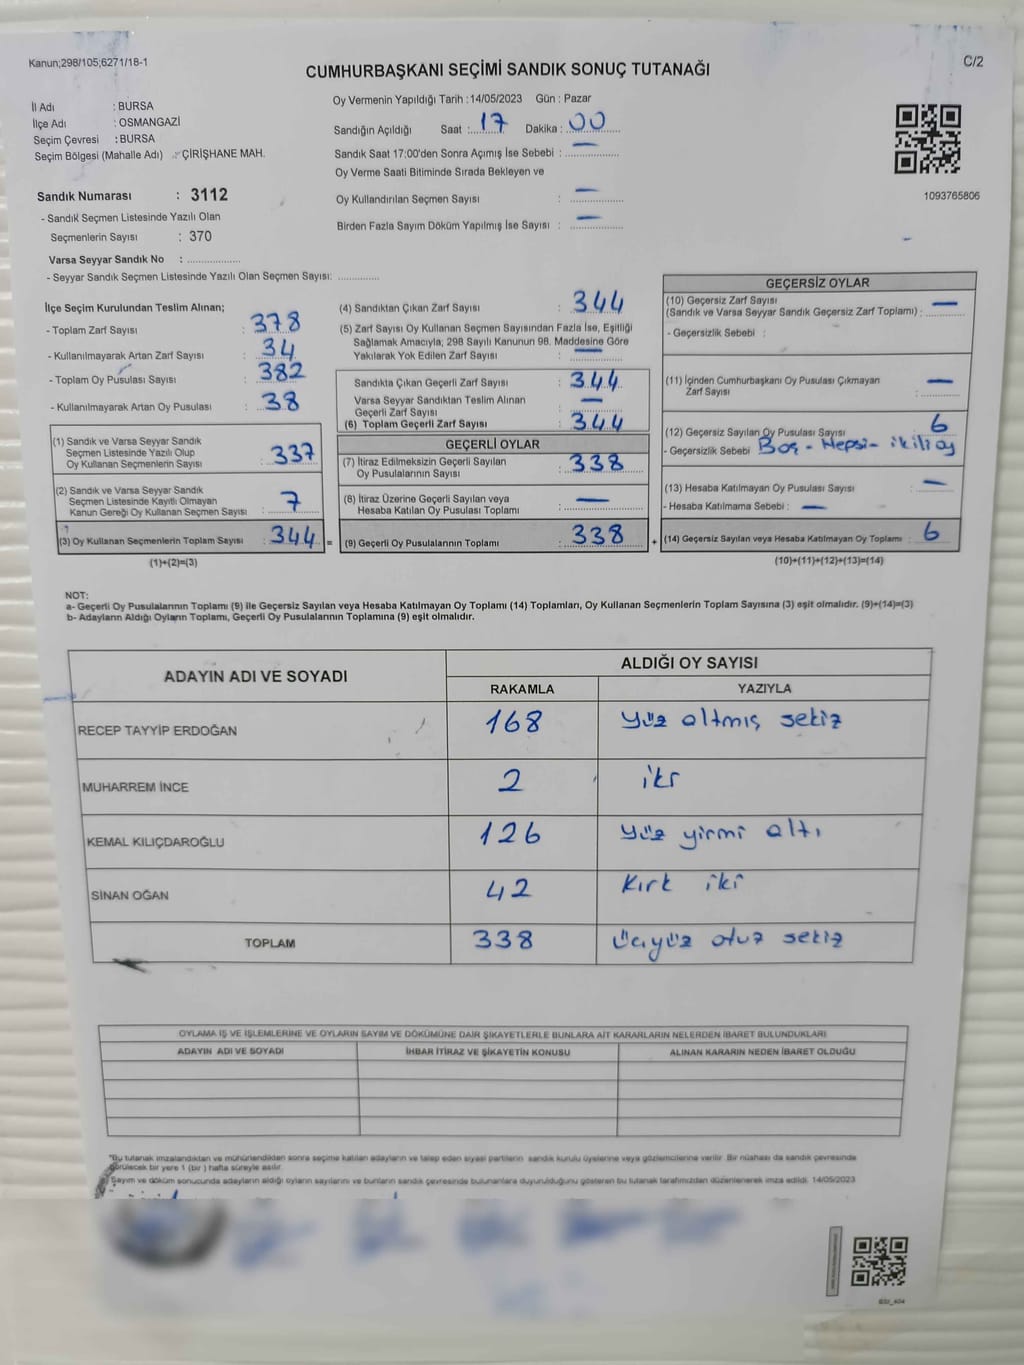 Kanun;298/105;6271/18-1
C/2
CUMHURBAŞKANI SEÇİMİ SANDIK SONUÇ TUTANAĞI
Oy Vermenin Yapıldığı Tarih :14/05/2023 Gün : Pazar
İl Adı : BURSA
İlçe Adı : OSMANGAZİ
Seçim Çevresi : BURSA
Seçim Bölgesi (Mahalle Adı) : ÇİRİŞHANE MAH.
Sandığın Açıldığı Saat :..17 Dakika :..00
Sandık Saat 17:00'den Sonra Açımış İse Sebebi : —
Oy Verme Saati Bitiminde Sırada Bekleyen ve
Oy Kullandırılan Seçmen Sayısı : —
Birden Fazla Sayım Döküm Yapılmış İse Sayısı : —
1093765806
Sandık Numarası : 3112
- Sandık Seçmen Listesinde Yazılı Olan
Seçmenlerin Sayısı : 370
Varsa Seyyar Sandık No : ..................
- Seyyar Sandık Seçmen Listesinde Yazılı Olan Seçmen Sayısı: .............
İlçe Seçim Kurulundan Teslim Alınan;
- Toplam Zarf Sayısı : 378
- Kullanılmayarak Artan Zarf Sayısı : 34
- Toplam Oy Pusulası Sayısı : 382
- Kullanılmayarak Artan Oy Pusulası : 38
(1) Sandık ve Varsa Seyyar Sandık
Seçmen Listesinde Yazılı Olup
Oy Kullanan Seçmenlerin Sayısı : 337
(2) Sandık ve Varsa Seyyar Sandık
Seçmen Listesinde Kayıtlı Olmayan
Kanun Gereği Oy Kullanan Seçmen Sayısı : 7
(3) Oy Kullanan Seçmenlerin Toplam Sayısı : 344 =
(1)+(2)=(3)
(4) Sandıktan Çıkan Zarf Sayısı : 344
(5) Zarf Sayısı Oy Kullanan Seçmen Sayısından Fazla İse, Eşitliği
Sağlamak Amacıyla; 298 Sayılı Kanunun 98. Maddesine Göre
Yakılarak Yok Edilen Zarf Sayısı : —
Sandıkta Çıkan Geçerli Zarf Sayısı : 344
Varsa Seyyar Sandıktan Teslim Alınan
Geçerli Zarf Sayısı : —
(6) Toplam Geçerli Zarf Sayısı : 344
GEÇERLİ OYLAR
(7) İtiraz Edilmeksizin Geçerli Sayılan
Oy Pusulalarının Sayısı : 338
(8) İtiraz Üzerine Geçerli Sayılan veya
Hesaba Katılan Oy Pusulası Toplamı : —
(9) Geçerli Oy Pusulalarının Toplamı : 338 +
GEÇERSİZ OYLAR
(10) Geçersiz Zarf Sayısı
(Sandık ve Varsa Seyyar Sandık Geçersiz Zarf Toplamı) : —
- Geçersizlik Sebebi :
(11) İçinden Cumhurbaşkanı Oy Pusulası Çıkmayan
Zarf Sayısı : —
(12) Geçersiz Sayılan Oy Pusulası Sayısı 6
- Geçersizlik Sebebi Boş - Hepsi - ikili oy
(13) Hesaba Katılmayan Oy Pusulası Sayısı : —
- Hesaba Katılmama Sebebi : —
(14) Geçersiz Sayılan veya Hesaba Katılmayan Oy Toplamı : 6
(10)+(11)+(12)+(13)=(14)
NOT:
a- Geçerli Oy Pusulalarının Toplamı (9) ile Geçersiz Sayılan veya Hesaba Katılmayan Oy Toplamı (14) Toplamları, Oy Kullanan Seçmenlerin Toplam Sayısına (3) eşit olmalıdır. (9)+(14)=(3)
b- Adayların Aldığı Oyların Toplamı, Geçerli Oy Pusulalarının Toplamına (9) eşit olmalıdır.
ADAYIN ADI VE SOYADI ALDIĞI OY SAYISI
RAKAMLA YAZIYLA
RECEP TAYYİP ERDOĞAN 168 yüz altmış sekiz
MUHARREM İNCE 2 iki
KEMAL KILIÇDAROĞLU 126 yüz yirmi altı
SİNAN OĞAN 42 Kırk iki
TOPLAM 338 üçyüz otuz sekiz
OYLAMA İŞ VE İŞLEMLERİNE VE OYLARIN SAYIM VE DÖKÜMÜNE DAİR ŞİKAYETLERLE BUNLARA AİT KARARLARIN NELERDEN İBARET BULUNDUKLARI
ADAYIN ADI VE SOYADI İHBAR İTİRAZ VE ŞİKAYETİN KONUSU ALINAN KARARIN NEDEN İBARET OLDUĞU
*Bu tutanak imzalandıktan ve mühürlendikten sonra seçime katılan adayların ve talep eden siyasi partilerin sandık kurulu üyelerine veya gözlemcilerine verilir. Bir nüshası da sandık çevresinde
görülecek bir yere 1 (bir ) hafta süreyle asılır.
Sayım ve döküm sonucunda adayların aldığı oyların sayılarını ve bunların sandık çevresinde bulunanlara duyurulduğunu gösteren bu tutanak tarafımızdan düzenlenerek imza edildi. 14/05/2023